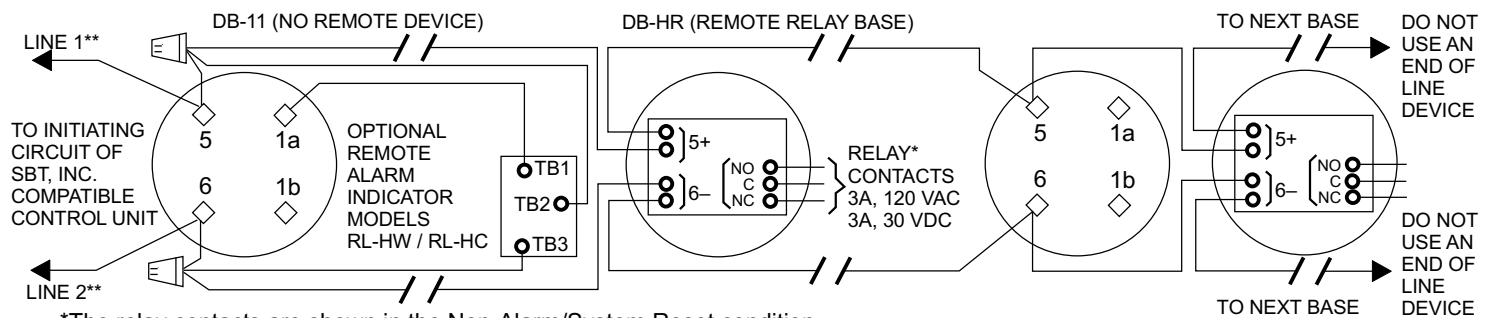 DB-11 (NO REMOTE DEVICE)
DB-HR (REMOTE RELAY BASE)
TO NEXT BASE
DO NOT
USE AN
END OF
LINE
DEVICE
LINE 1**
TO INITIATING
CIRCUIT OF
SBT, INC.
COMPATIBLE
CONTROL UNIT
LINE 2**
5
1a
6
1b
OPTIONAL
REMOTE
ALARM
INDICATOR
MODELS
RL-HW / RL-HC
TB1
TB2
TB3
5+
6–
NO
C
NC
RELAY*
CONTACTS
3A, 120 VAC
3A, 30 VDC
5
1a
6
1b
5+
6–
NO
C
NC
DO NOT
USE AN
END OF
LINE
DEVICE
TO NEXT BASE
*The relay contacts are shown in the Non-Alarm/System Reset condition